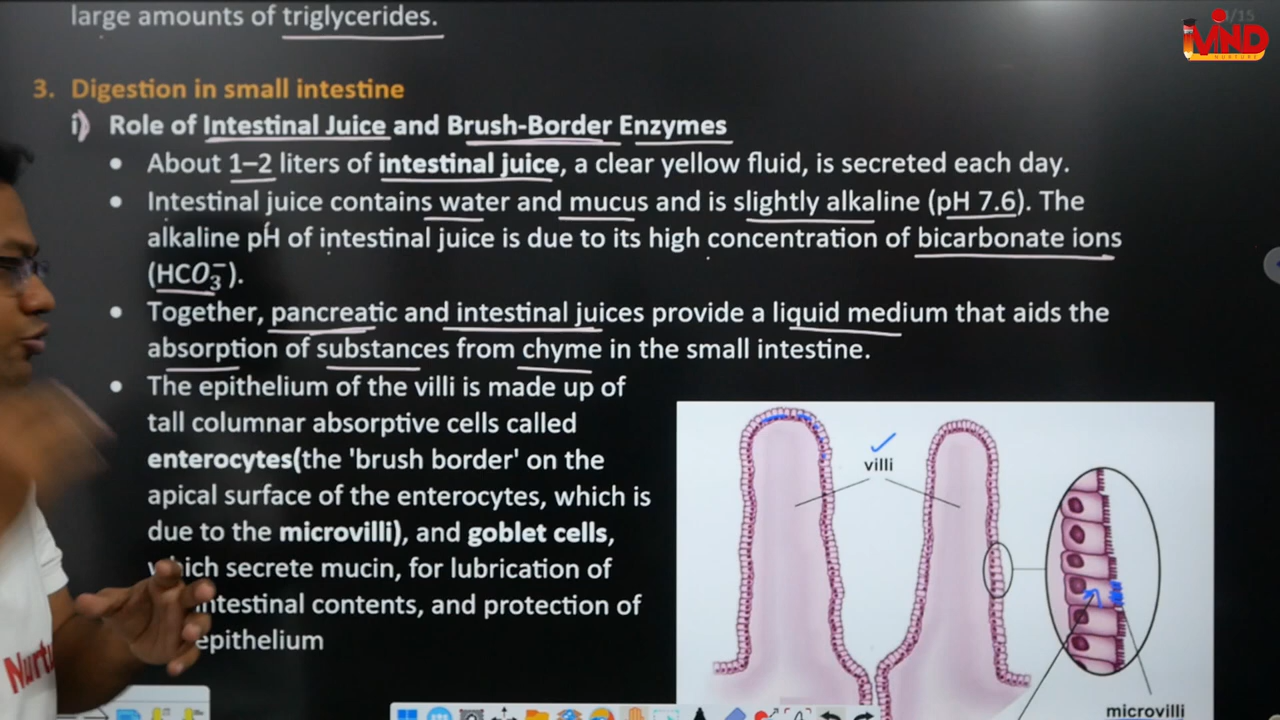 large amounts of triglycerides.
/15
MIND
NURTURE
3. Digestion in small intestine
i) Role of Intestinal Juice and Brush-Border Enzymes
• About 1–2 liters of intestinal juice, a clear yellow fluid, is secreted each day.
• Intestinal juice contains water and mucus and is slightly alkaline (pH 7.6). The
alkaline pH of intestinal juice is due to its high concentration of bicarbonate ions
(HCO₃⁻).
• Together, pancreatic and intestinal juices provide a liquid medium that aids the
absorption of substances from chyme in the small intestine.
• The epithelium of the villi is made up of
tall columnar absorptive cells called
enterocytes(the 'brush border' on the
apical surface of the enterocytes, which is
due to the microvilli), and goblet cells,
which secrete mucin, for lubrication of
intestinal contents, and protection of
epithelium
villi
microvilli